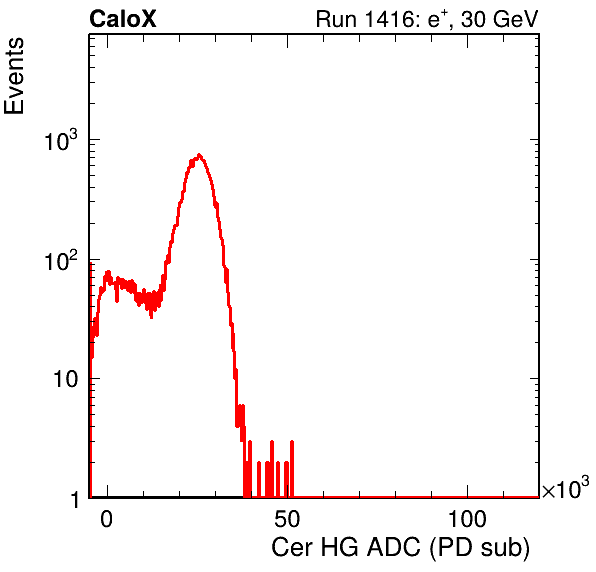 CaloX Run 1416: e⁺, 30 GeV
Events
10³
10²
10
1
0 50 100 ×10³
Cer HG ADC (PD sub)